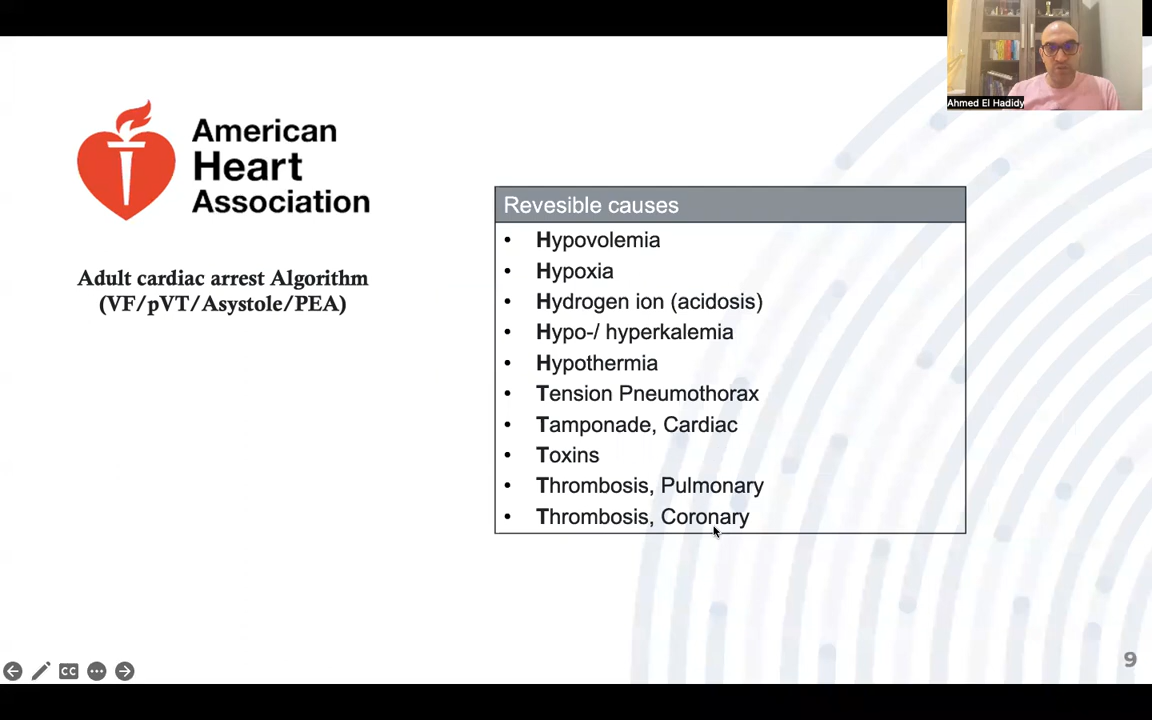 Ahmed El Hadidy
American
Heart
Association
Adult cardiac arrest Algorithm
(VF/pVT/Asystole/PEA)
Revesible causes
• Hypovolemia
• Hypoxia
• Hydrogen ion (acidosis)
• Hypo-/ hyperkalemia
• Hypothermia
• Tension Pneumothorax
• Tamponade, Cardiac
• Toxins
• Thrombosis, Pulmonary
• Thrombosis, Coronary
CC
9